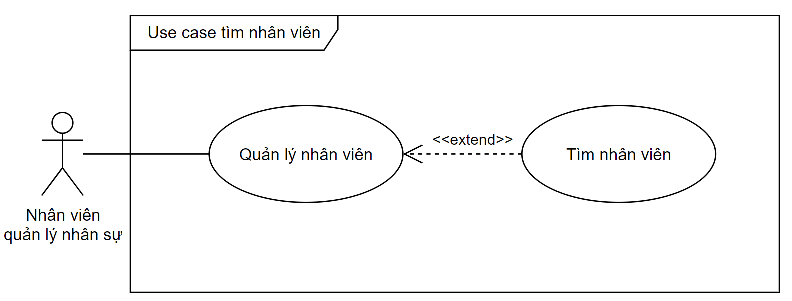 Use case tìm nhân viên
Quản lý nhân viên
<<extend>>
Tìm nhân viên
Nhân viên
quản lý nhân sự